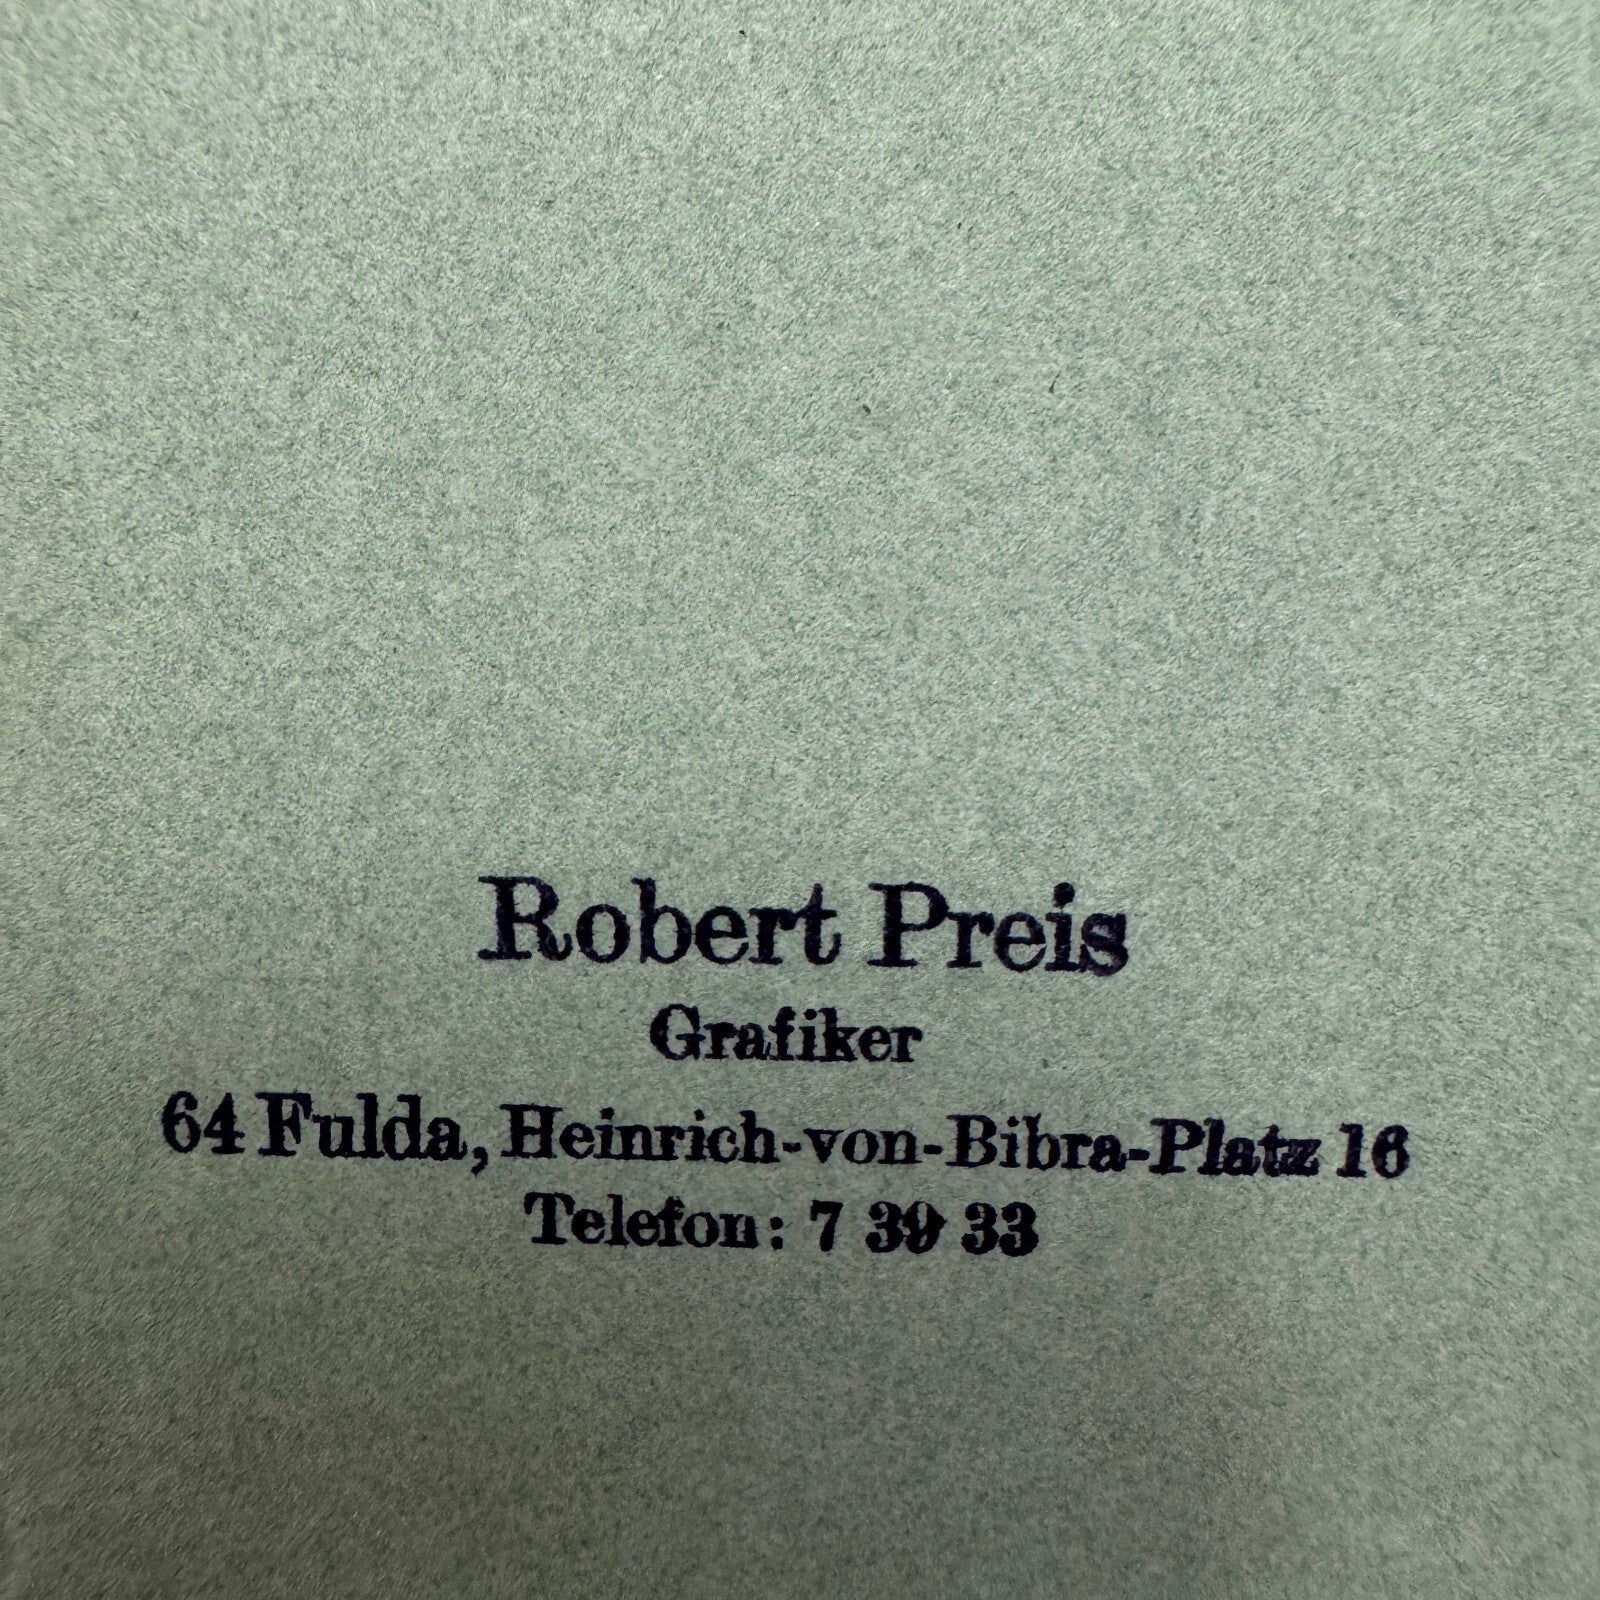 Robert Preis
Grafiker
64 Fulda, Heinrich-von-Bibra-Platz 16
Telefon: 7 39 33